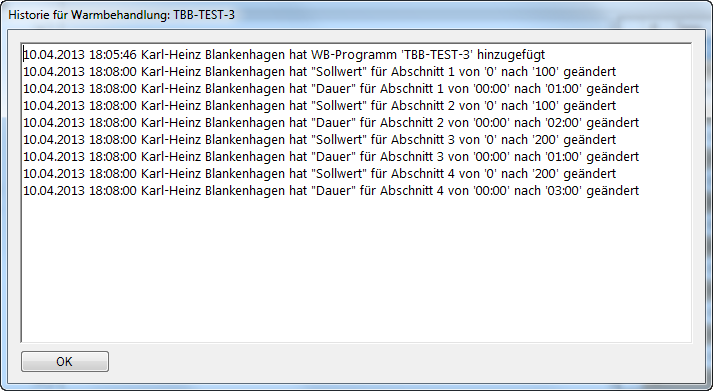 Historie für Warmbehandlung: TBB-TEST-3
10.04.2013 18:05:46 Karl-Heinz Blankenhagen hat WB-Programm 'TBB-TEST-3' hinzugefügt
10.04.2013 18:08:00 Karl-Heinz Blankenhagen hat "Sollwert" für Abschnitt 1 von '0' nach '100' geändert
10.04.2013 18:08:00 Karl-Heinz Blankenhagen hat "Dauer" für Abschnitt 1 von '00:00' nach '01:00' geändert
10.04.2013 18:08:00 Karl-Heinz Blankenhagen hat "Sollwert" für Abschnitt 2 von '0' nach '100' geändert
10.04.2013 18:08:00 Karl-Heinz Blankenhagen hat "Dauer" für Abschnitt 2 von '00:00' nach '02:00' geändert
10.04.2013 18:08:00 Karl-Heinz Blankenhagen hat "Sollwert" für Abschnitt 3 von '0' nach '200' geändert
10.04.2013 18:08:00 Karl-Heinz Blankenhagen hat "Dauer" für Abschnitt 3 von '00:00' nach '01:00' geändert
10.04.2013 18:08:00 Karl-Heinz Blankenhagen hat "Sollwert" für Abschnitt 4 von '0' nach '200' geändert
10.04.2013 18:08:00 Karl-Heinz Blankenhagen hat "Dauer" für Abschnitt 4 von '00:00' nach '03:00' geändert
OK